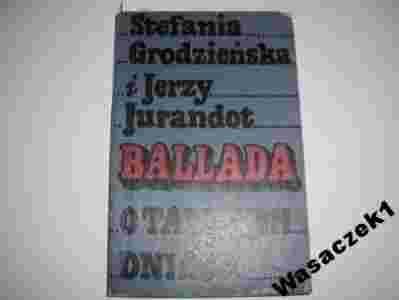 Stefania
Grodzieńska
i Jerzy
Jurandot
BALLADA
O
Wasaczek1